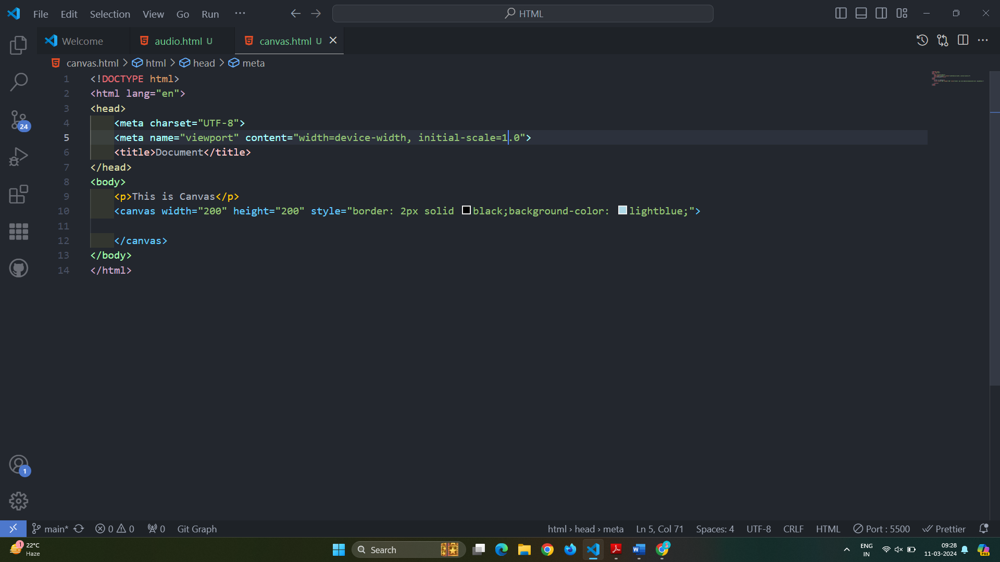 File Edit Selection View Go Run ··· HTML
Welcome audio.html U canvas.html U
canvas.html > html > head > meta
1 <!DOCTYPE html>
2 <html lang="en">
3 <head>
4 <meta charset="UTF-8">
5 <meta name="viewport" content="width=device-width, initial-scale=1.0">
6 <title>Document</title>
7 </head>
8 <body>
9 <p>This is Canvas</p>
10 <canvas width="200" height="200" style="border: 2px solid black;background-color: lightblue;">
11
12 </canvas>
13 </body>
14 </html>
24
1
main* 0 0 0 Git Graph html › head › meta Ln 5, Col 71 Spaces: 4 UTF-8 CRLF HTML Port : 5500 Prettier
1 22°C Search ENG 09:28
Haze IN 11-03-2024 PRE